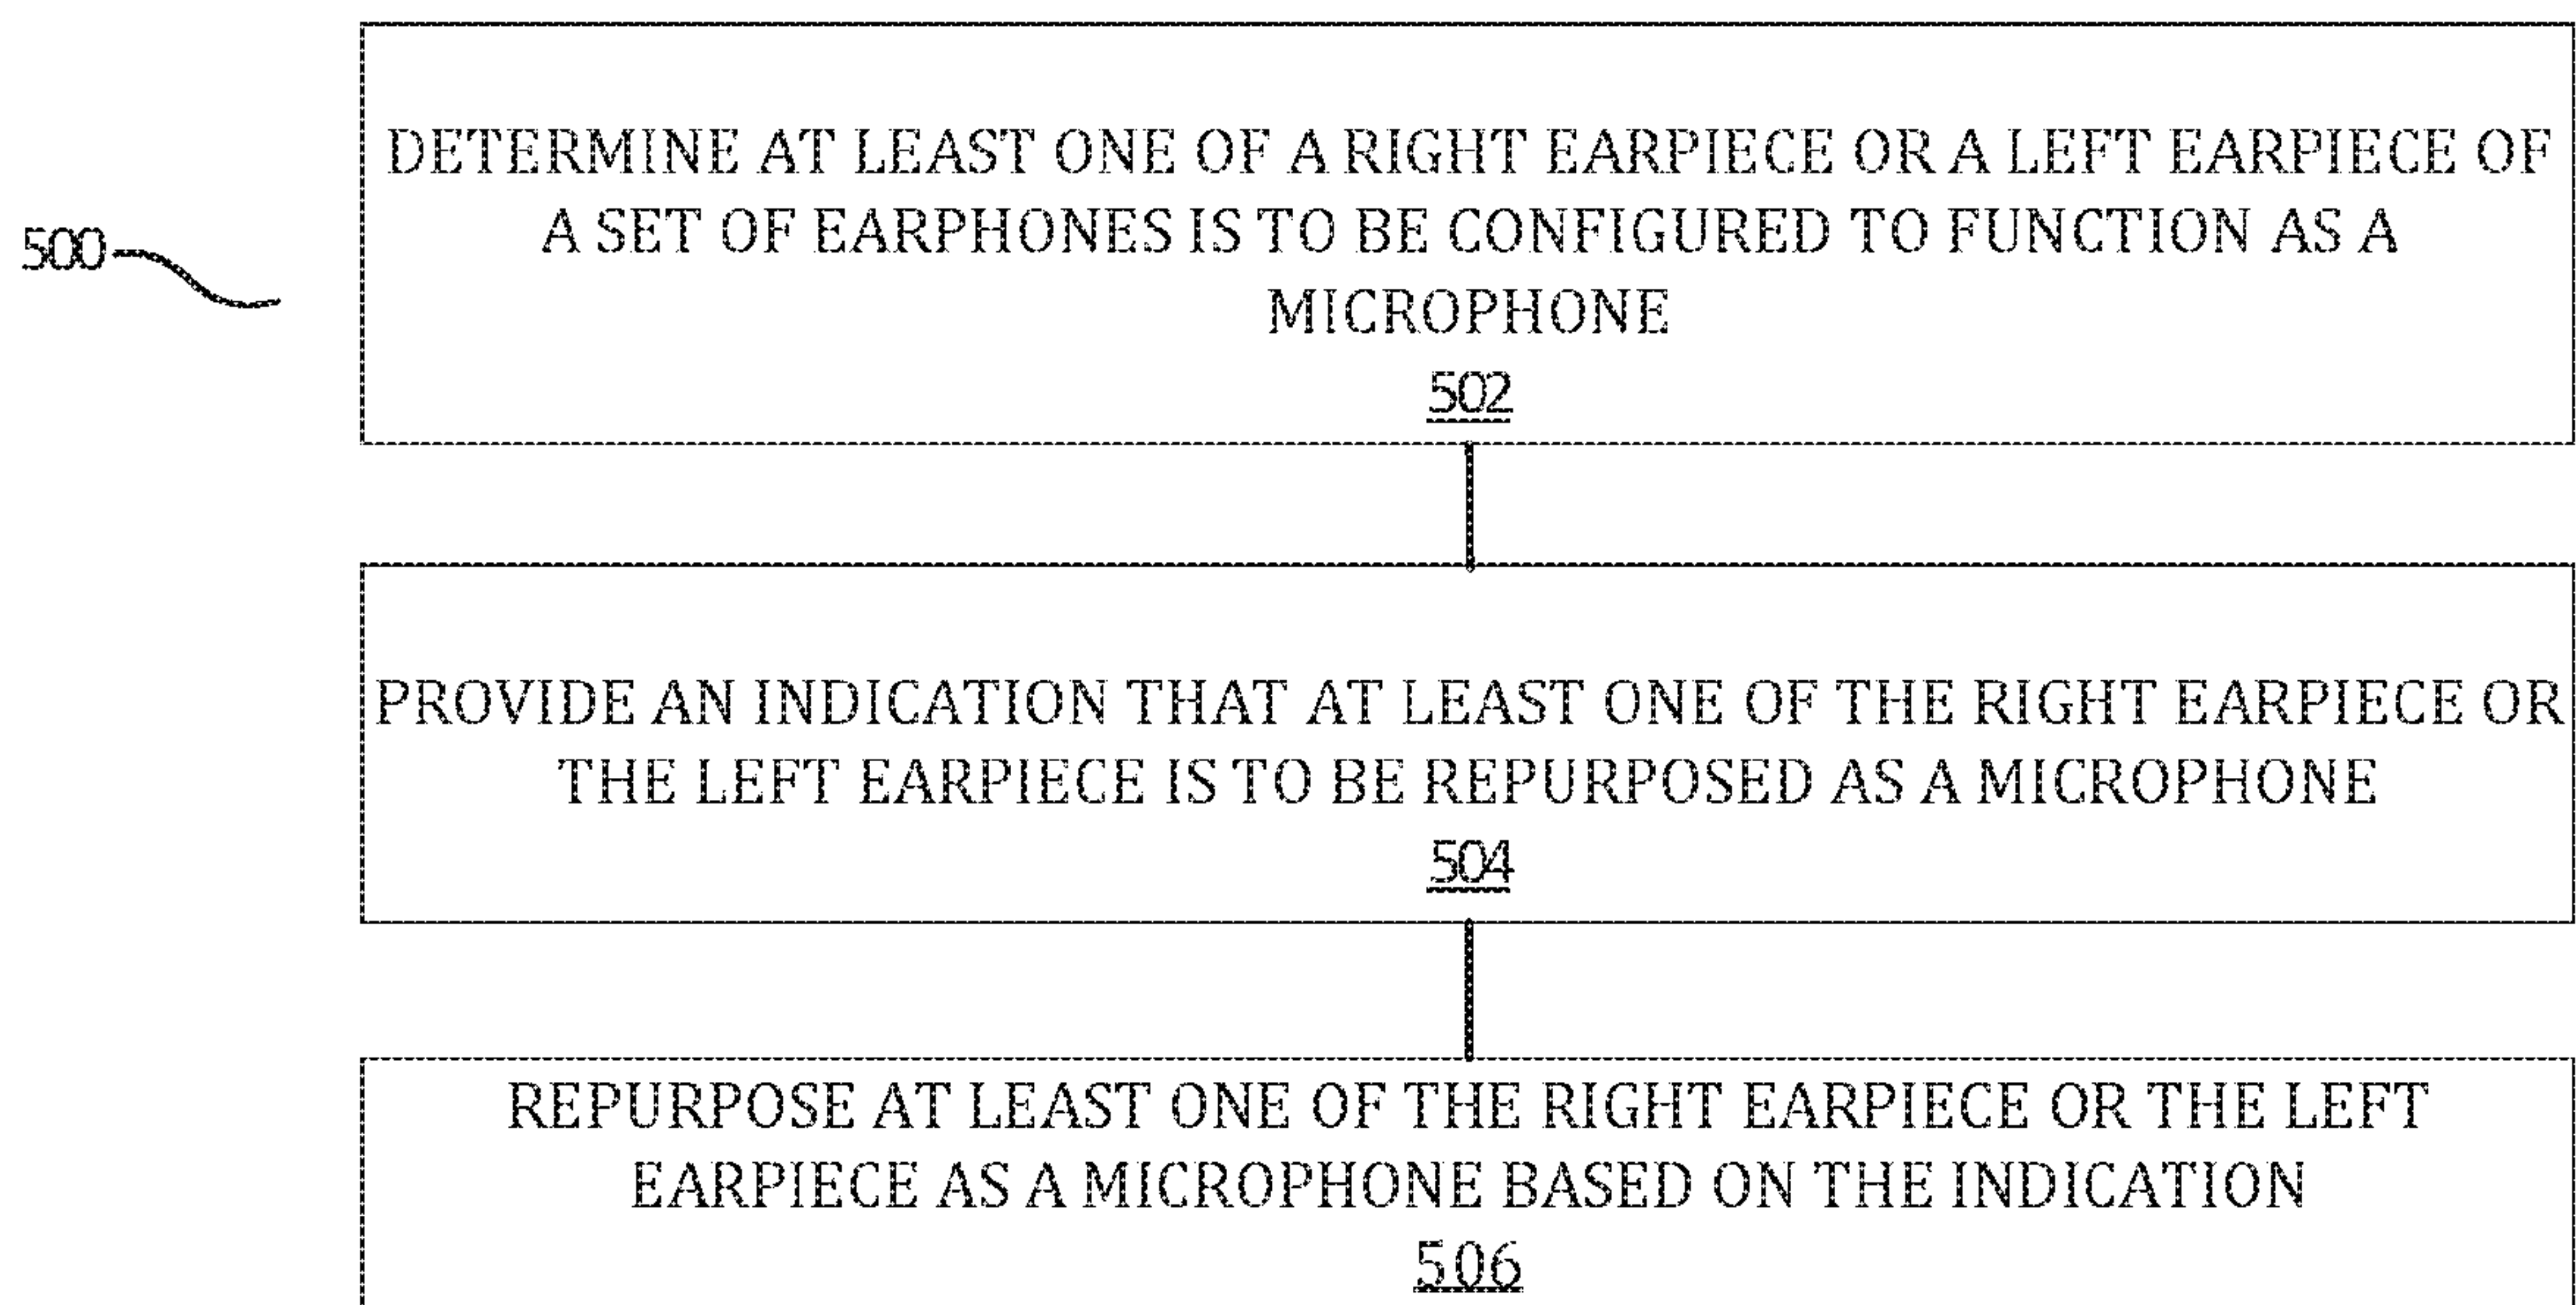 DETERMINE AT LEAST ONE OF A RIGHT EARPIECE OR A LEFT EARPIECE OF
A SET OF EARPHONES IS TO BE CONFIGURED TO FUNCTION AS A
MICROPHONE
502
500
PROVIDE AN INDICATION THAT AT LEAST ONE OF THE RIGHT EARPIECE OR
THE LEFT EARPIECE IS TO BE REPURPOSED AS A MICROPHONE
504
REPURPOSE AT LEAST ONE OF THE RIGHT EARPIECE OR THE LEFT
EARPIECE AS A MICROPHONE BASED ON THE INDICATION
506